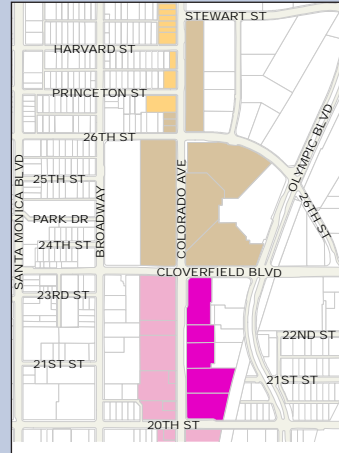 STEWART ST
HARVARD ST
PRINCETON ST
26TH ST
OLYMPIC BLVD
SANTA MONICA BLVD
BROADWAY
COLORADO AVE
25TH ST
26TH ST
PARK DR
24TH ST
CLOVERFIELD BLVD
23RD ST
22ND ST
21ST ST
21ST ST
20TH ST